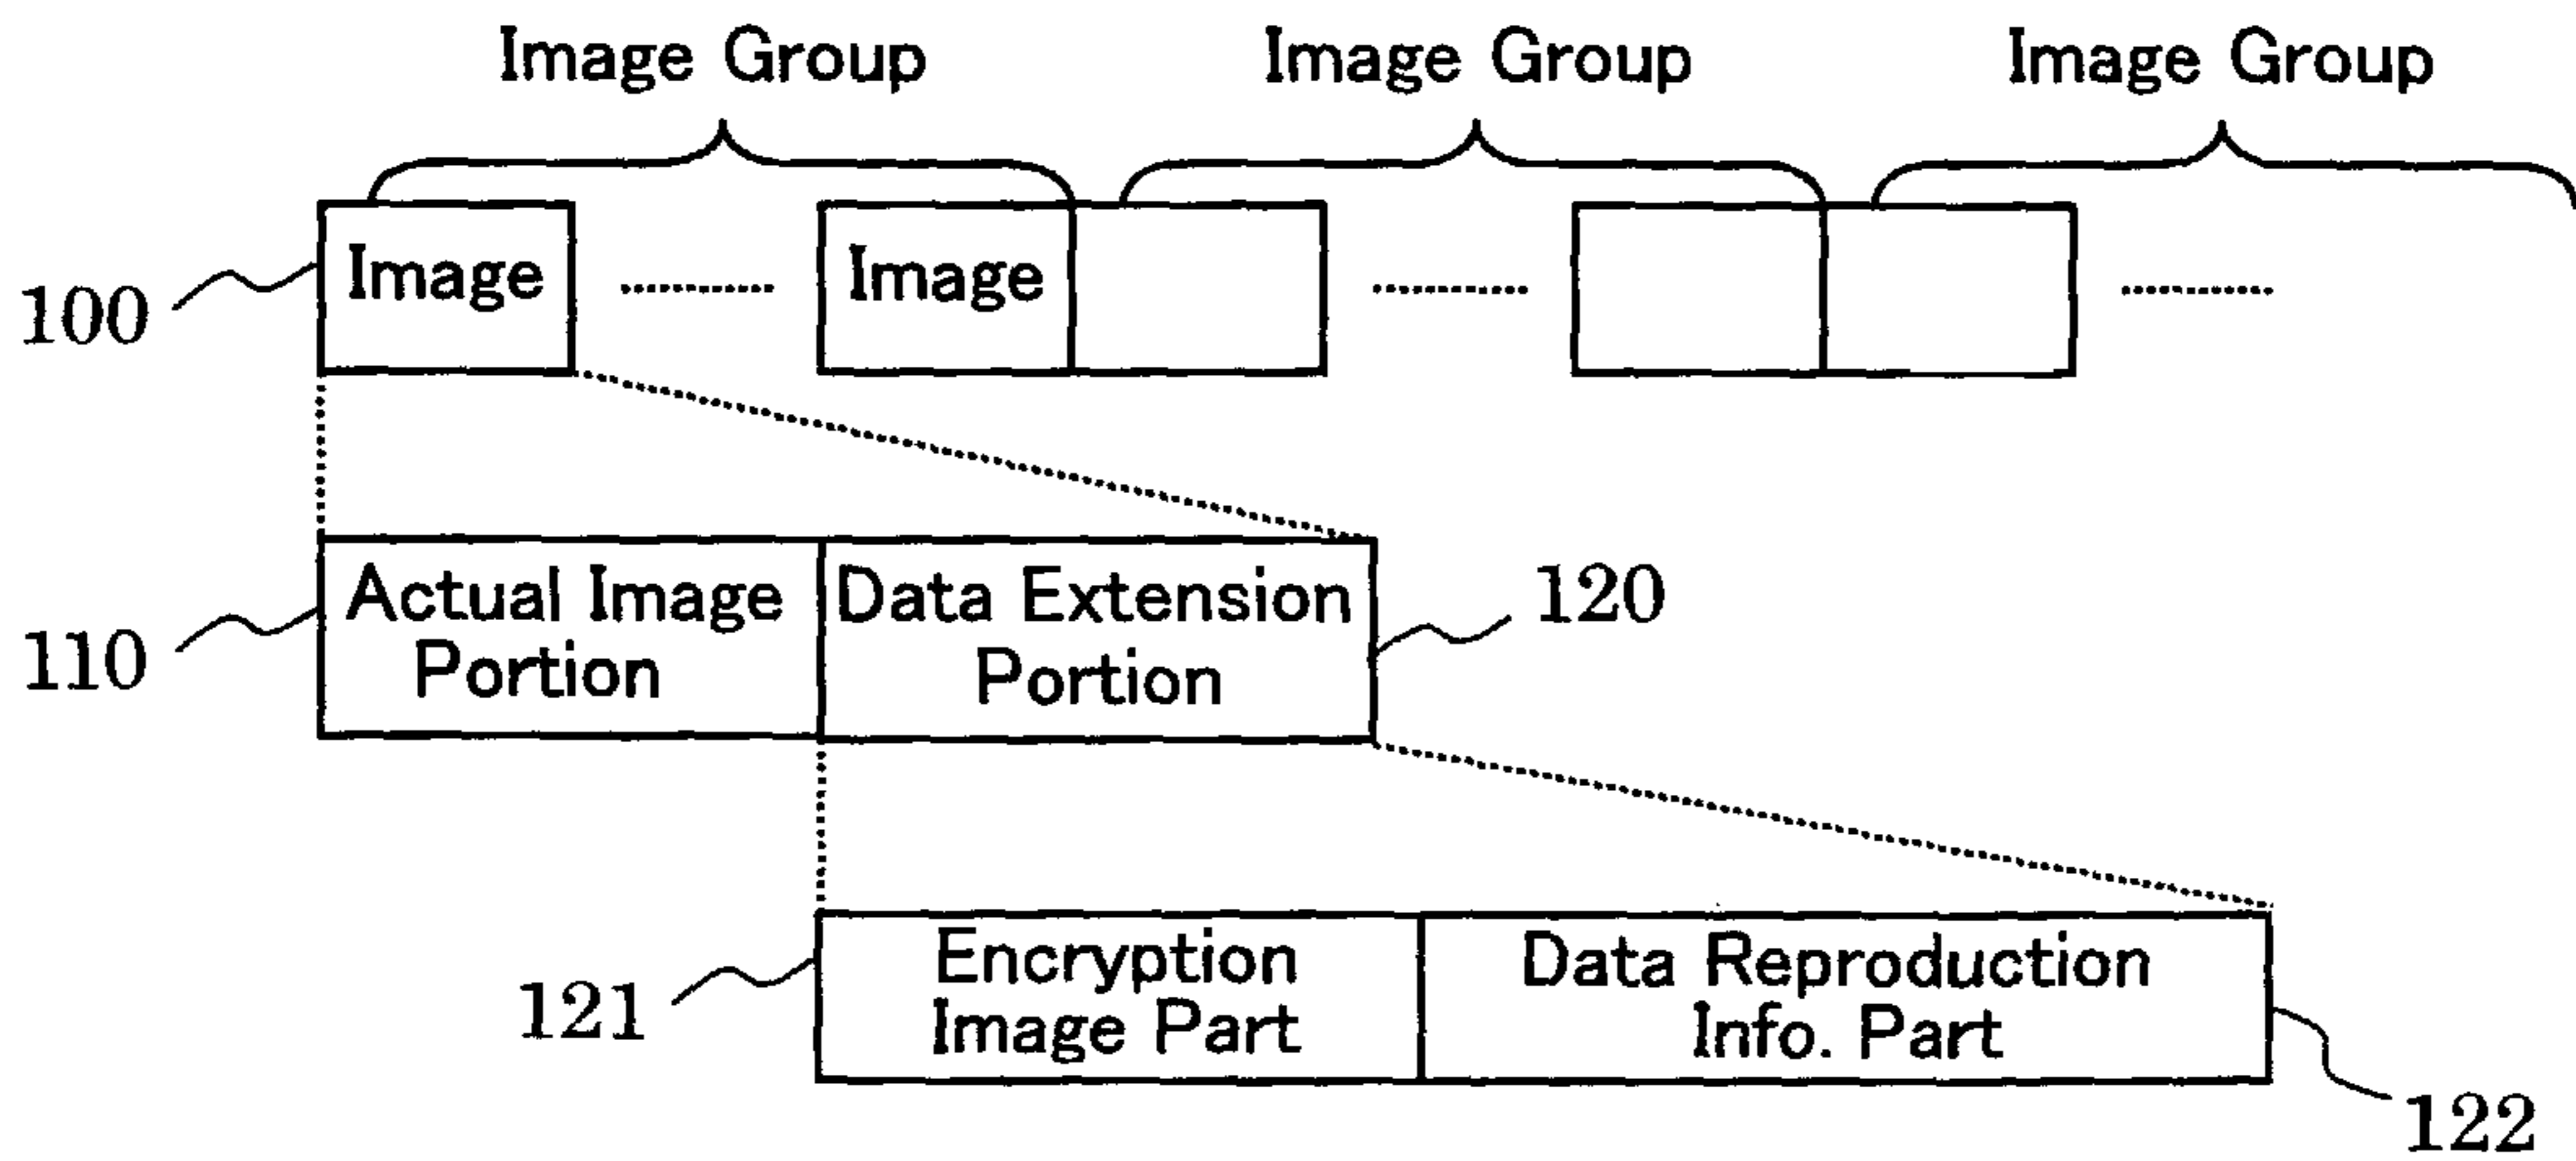 Image Group Image Group Image Group
100 Image Image
110 Actual Image Data Extension 120
Portion Portion
121 Encryption Data Reproduction
Image Part Info. Part
122